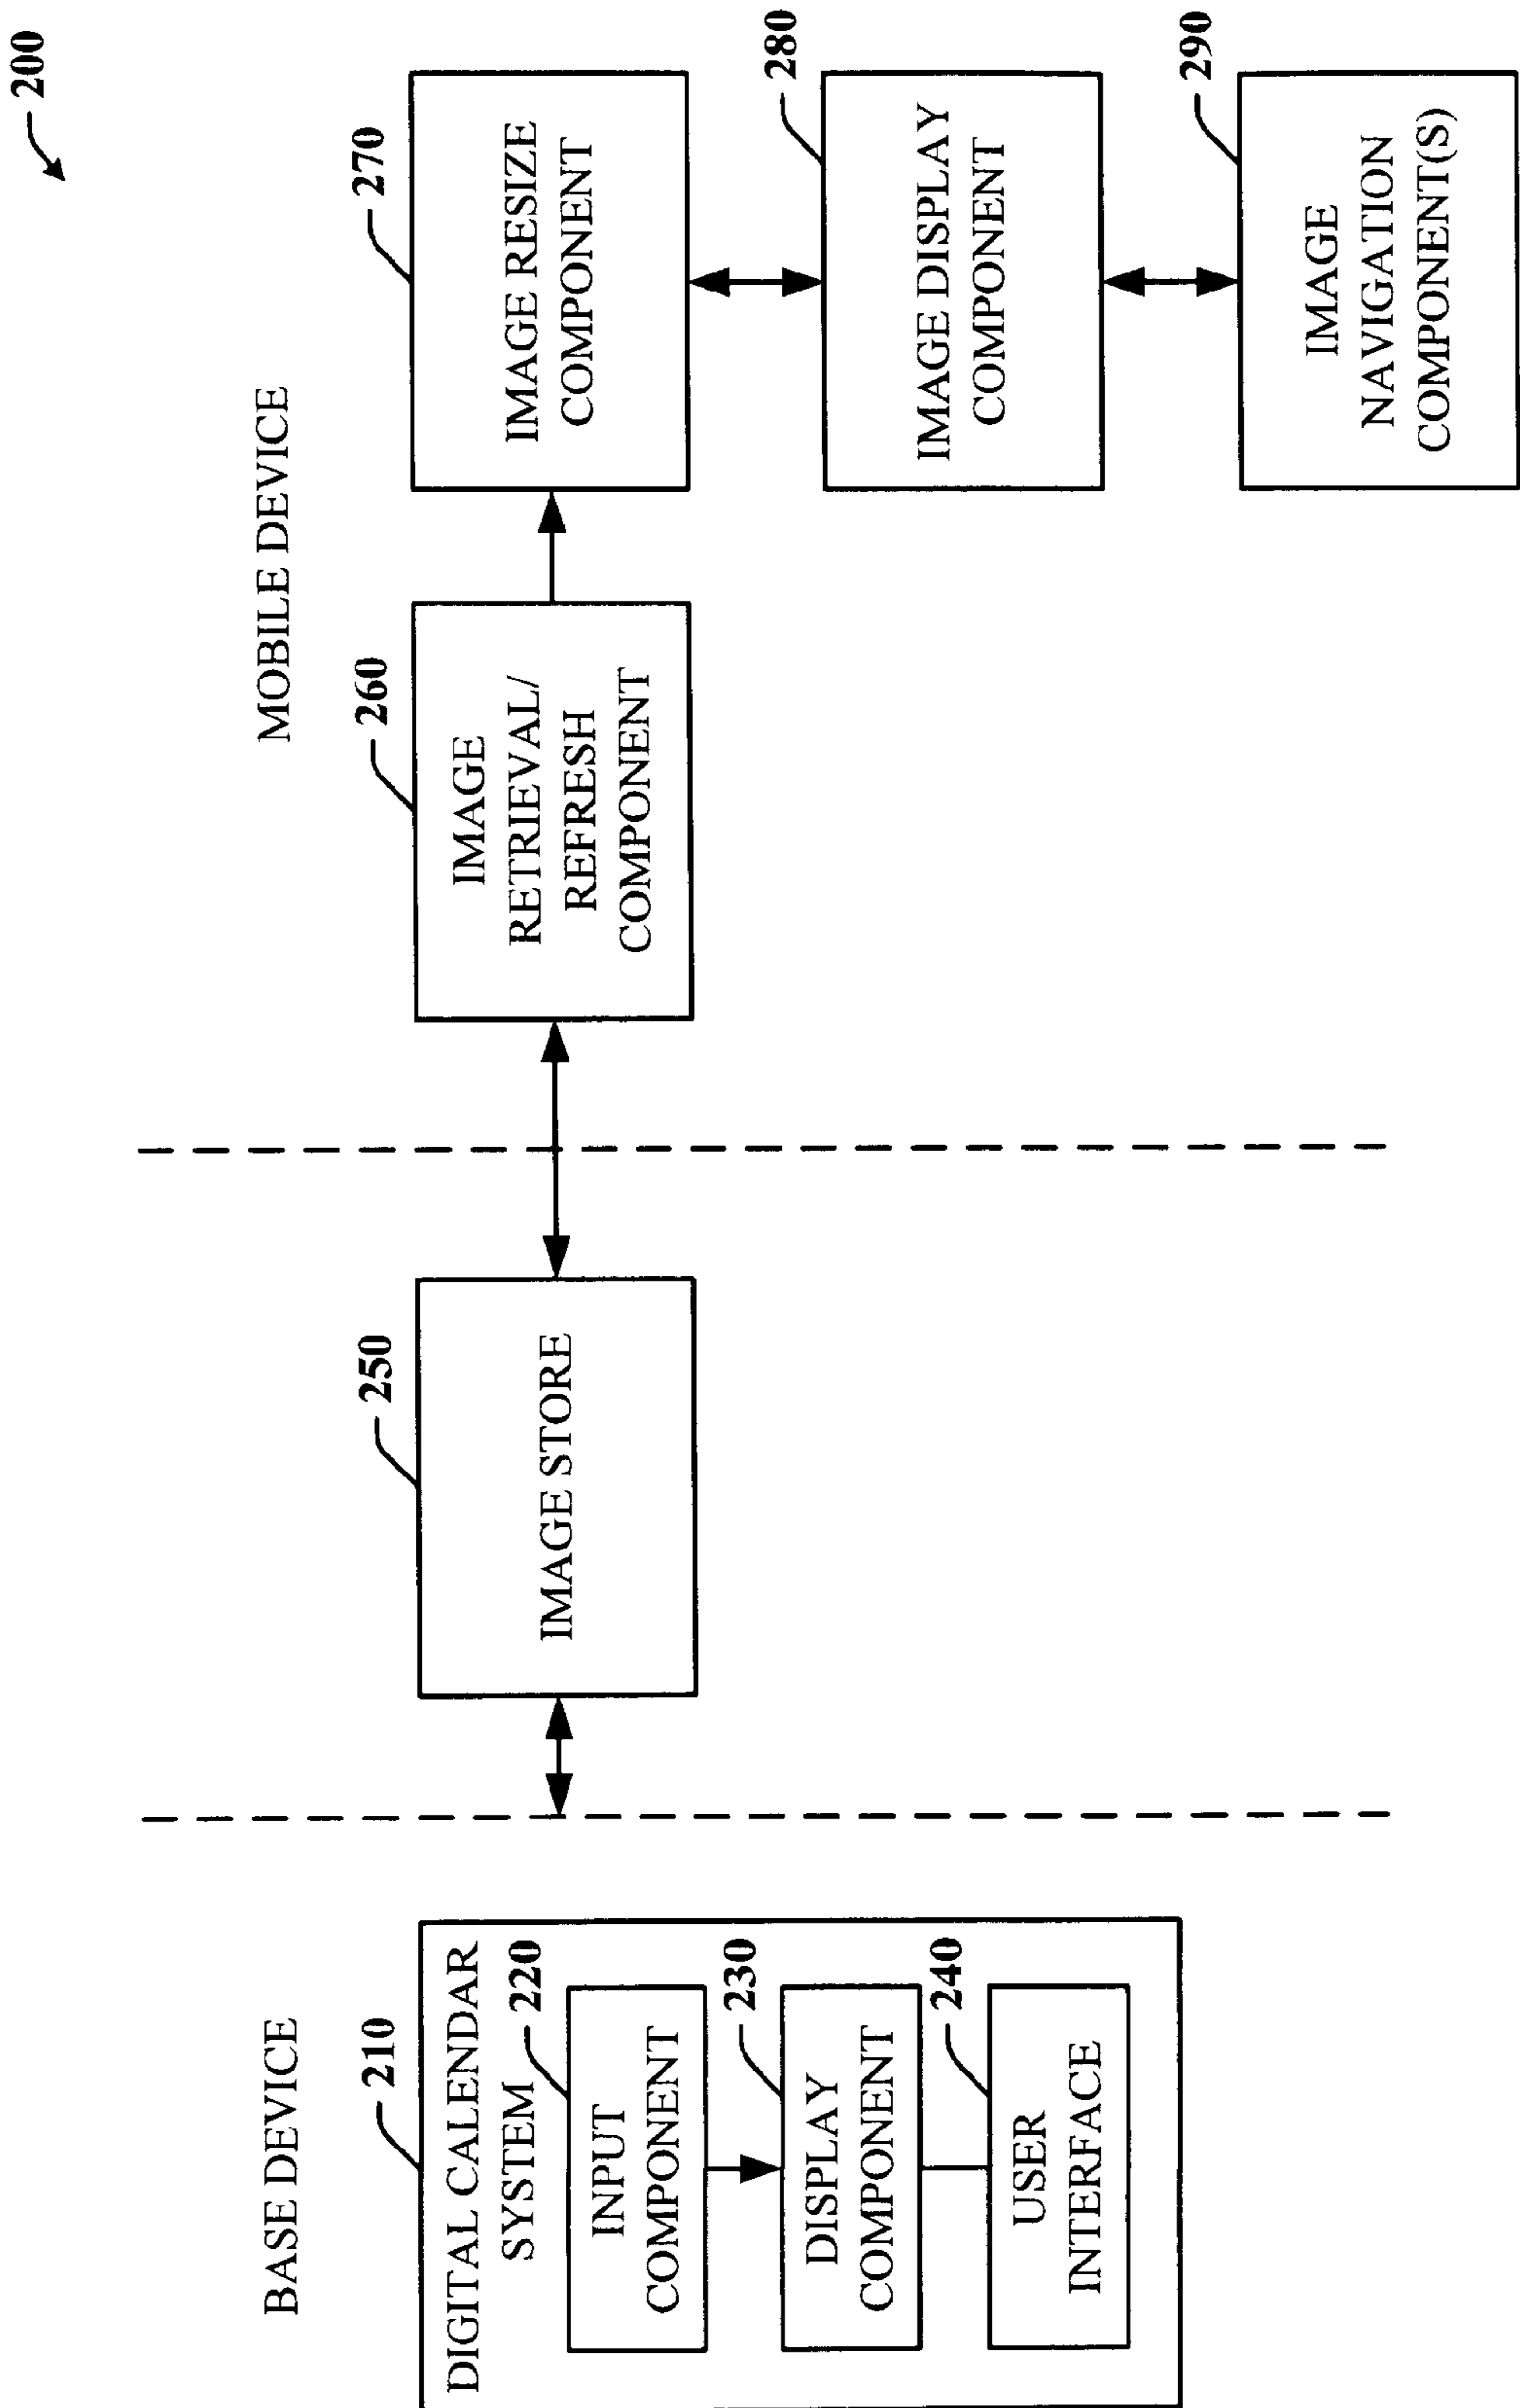 200
BASE DEVICE
210
DIGITAL CALENDAR
SYSTEM
220
INPUT
COMPONENT
230
DISPLAY
COMPONENT
240
USER
INTERFACE
250
IMAGE STORE
MOBILE DEVICE
260
IMAGE
RETRIEVAL/
REFRESH
COMPONENT
270
IMAGE RESIZE
COMPONENT
280
IMAGE DISPLAY
COMPONENT
290
IMAGE
NAVIGATION
COMPONENT(S)